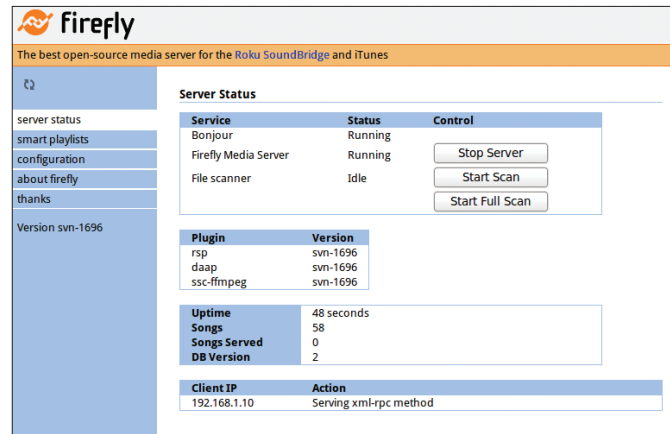 firefly
The best open-source media server for the Roku SoundBridge and iTunes
server status
smart playlists
configuration
about firefly
thanks
Version svn-1696
Server Status
Service Status Control
Bonjour Running
Firefly Media Server Running Stop Server
File scanner Idle Start Scan
Start Full Scan
Plugin Version
rsp svn-1696
daap svn-1696
ssc-ffmpeg svn-1696
Uptime 48 seconds
Songs 58
Songs Served 0
DB Version 2
Client IP Action
192.168.1.10 Serving xml-rpc method